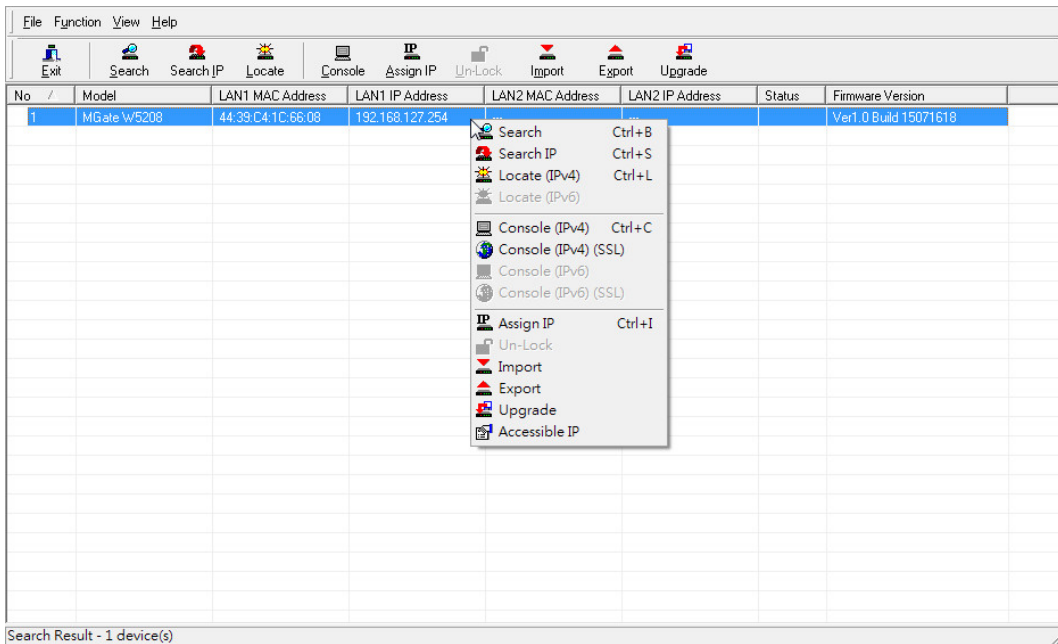 File Function View Help
Exit Search Search IP Locate Console Assign IP Un-Lock Import Export Upgrade
No / Model LAN1 MAC Address LAN1 IP Address LAN2 MAC Address LAN2 IP Address Status Firmware Version
1 MGate W5208 44:39:C4:1C:66:08 192.168.127.254 --- --- Ver1.0 Build 15071618
Search Ctrl+B
Search IP Ctrl+S
Locate (IPv4) Ctrl+L
Locate (IPv6)
Console (IPv4) Ctrl+C
Console (IPv4) (SSL)
Console (IPv6)
Console (IPv6) (SSL)
IP Assign IP Ctrl+I
Un-Lock
Import
Export
Upgrade
Accessible IP
Search Result - 1 device(s)